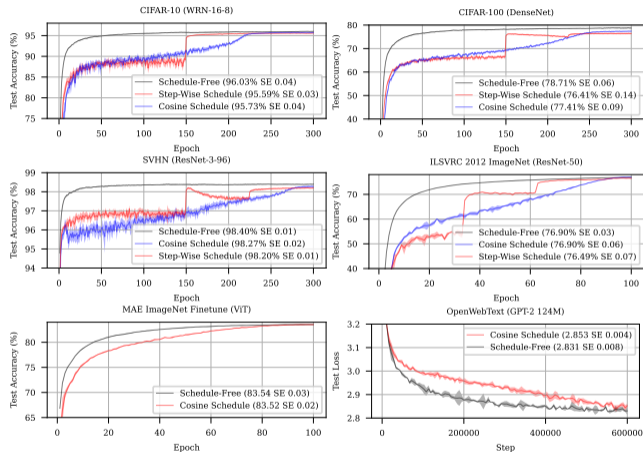 CIFAR-10 (WRN-16-8)
Test Accuracy (%)
95
90
85
80
75
Schedule-Free (96.03% SE 0.04)
Step-Wise Schedule (95.59% SE 0.03)
Cosine Schedule (95.73% SE 0.04)
0 50 100 150 200 250 300
Epoch
CIFAR-100 (DenseNet)
Test Accuracy (%)
80
70
60
50
40
Schedule-Free (78.71% SE 0.06)
Step-Wise Schedule (76.41% SE 0.14)
Cosine Schedule (77.41% SE 0.09)
0 50 100 150 200 250 300
Epoch
SVHN (ResNet-3-96)
Test Accuracy (%)
99
98
97
96
95
94
Schedule-Free (98.40% SE 0.01)
Cosine Schedule (98.27% SE 0.02)
Step-Wise Schedule (98.20% SE 0.01)
0 50 100 150 200 250 300
Epoch
ILSVRC 2012 ImageNet (ResNet-50)
Test Accuracy (%)
70
60
50
40
Schedule-Free (76.90% SE 0.03)
Cosine Schedule (76.90% SE 0.06)
Step-Wise Schedule (76.49% SE 0.07)
0 20 40 60 80 100
Epoch
MAE ImageNet Finetune (ViT)
Test Accuracy (%)
80
75
70
65
Schedule-Free (83.54 SE 0.03)
Cosine Schedule (83.52 SE 0.02)
0 20 40 60 80 100
Epoch
OpenWebText (GPT-2 124M)
Test Loss
3.2
3.1
3.0
2.9
2.8
Cosine Schedule (2.853 SE 0.004)
Schedule-Free (2.831 SE 0.008)
0 200000 400000 600000
Step